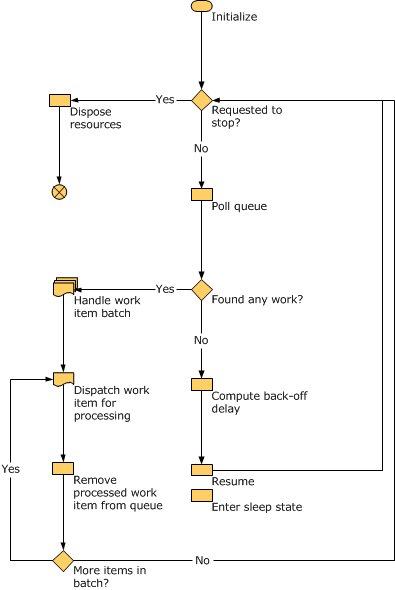 Initialize
Yes
Requested to
stop?
Dispose
resources
No
Poll queue
Yes
Found any work?
Handle work
item batch
No
Dispatch work
item for
processing
Compute back-off
delay
Yes
Remove
processed work
item from queue
Resume
Enter sleep state
No
More items in
batch?